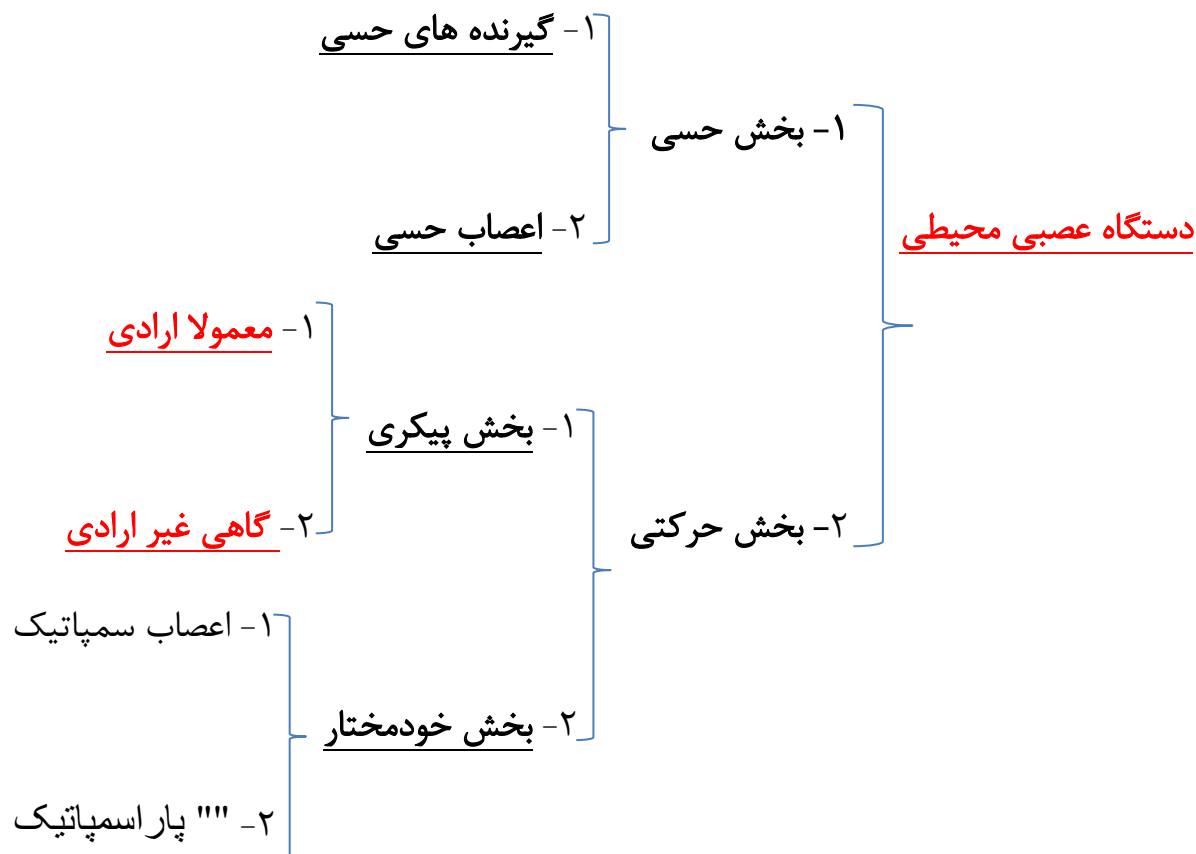 ۱- گیرنده های حسی
۱- بخش حسی
۲- اعصاب حسی
دستگاه عصبی محیطی
۱- معمولا ارادی
۱- بخش پیکری
۲- گاهی غیر ارادی
۲- بخش حرکتی
۱- اعصاب سمپاتیک
۲- بخش خودمختار
۲- "" پاراسمپاتیک